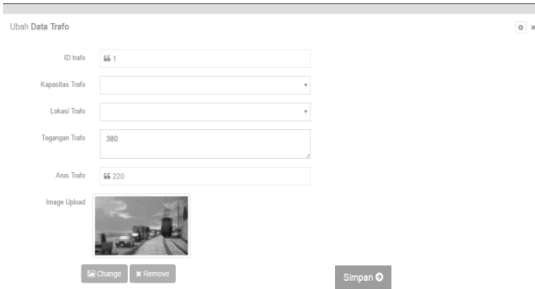 Ubah Data Trafo
ID trafo 1
Kapasitas Trafo
Lokasi Trafo
Tegangan Trafo 380
Arus Trafo 220
Image Upload
Change Remove
Simpan